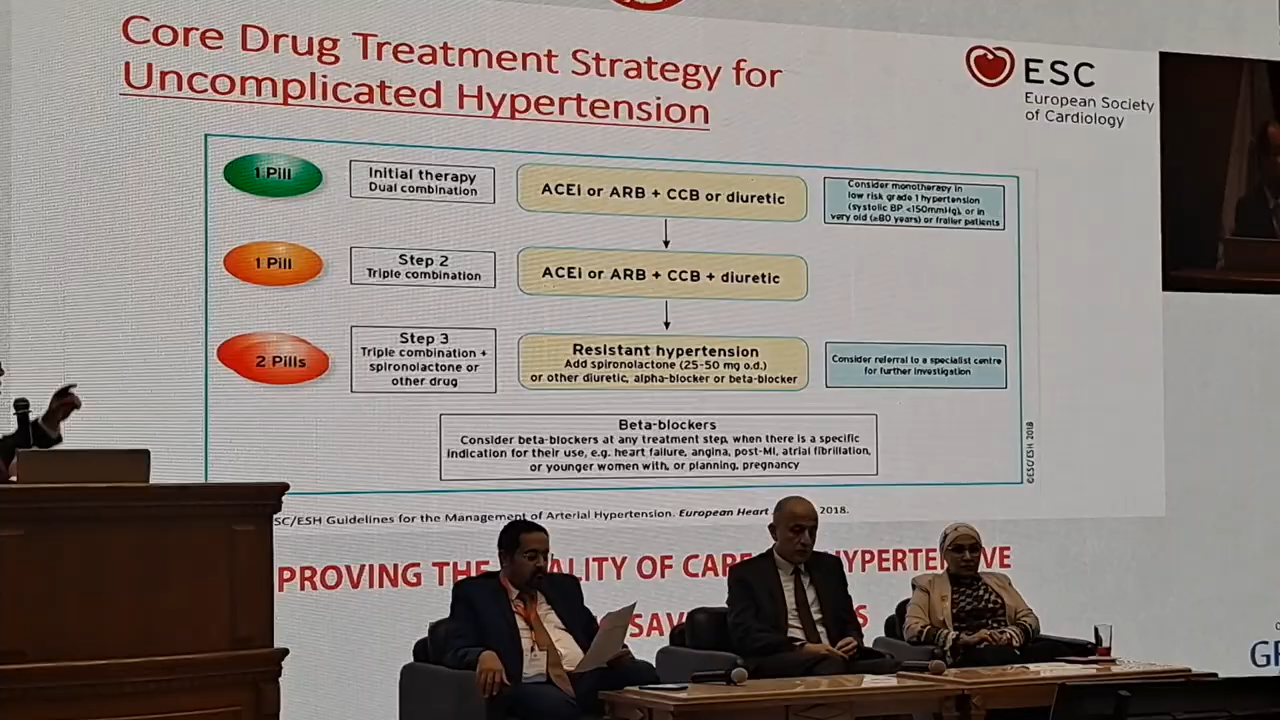 Core Drug Treatment Strategy for
Uncomplicated Hypertension
ESC
European Society
of Cardiology
1 Pill
Initial therapy
Dual combination
ACEi or ARB + CCB or diuretic
Consider monotherapy in
low risk grade 1 hypertension
(systolic BP <150mmHg), or in
very old (≥80 years) or frailer patients
1 Pill
Step 2
Triple combination
ACEi or ARB + CCB + diuretic
2 Pills
Step 3
Triple combination +
spironolactone or
other drug
Resistant hypertension
Add spironolactone (25-50 mg o.d.)
or other diuretic, alpha-blocker or beta-blocker
Consider referral to a specialist centre
for further investigation
Beta-blockers
Consider beta-blockers at any treatment step, when there is a specific
indication for their use, e.g. heart failure, angina, post-MI, atrial fibrillation,
or younger women with, or planning, pregnancy
©ESC/ESH 2018
SC/ESH Guidelines for the Management of Arterial Hypertension. European Heart 2018.
PROVING THE ALITY OF CAR HYPERTE VE
SAV S